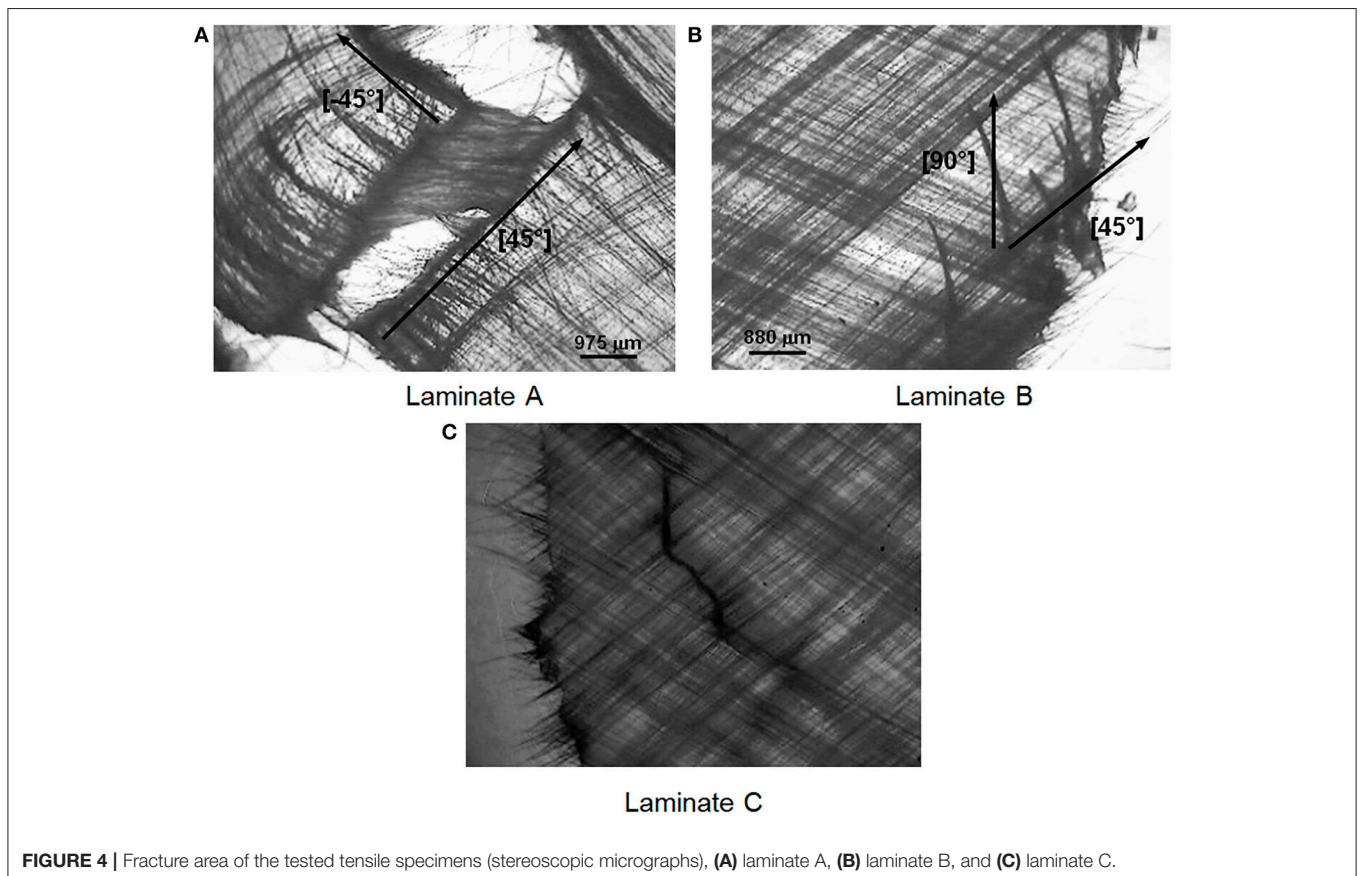 A
[-45°]
[45°]
975 µm
Laminate A
B
[90°]
[45°]
880 µm
Laminate B
C
Laminate C
FIGURE 4 | Fracture area of the tested tensile specimens (stereoscopic micrographs), (A) laminate A, (B) laminate B, and (C) laminate C.